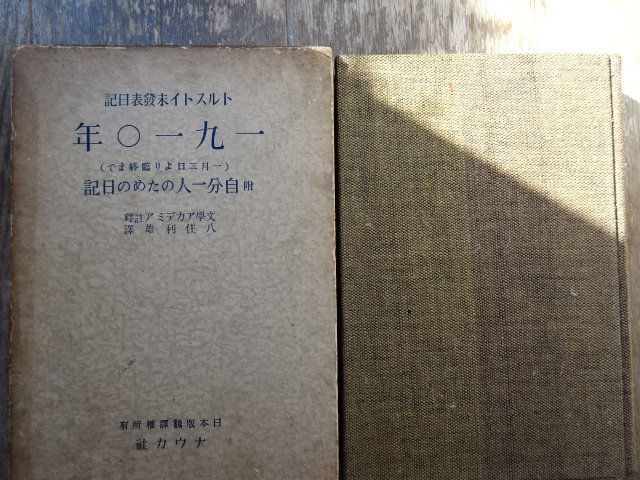 トルストイ未發表日記
一九一〇年
(一月三日より臨終まで)
附 自分一人のための日記
文學アカデミア註釋
八住利雄譯
日本版飜譯權所有
ナウカ社